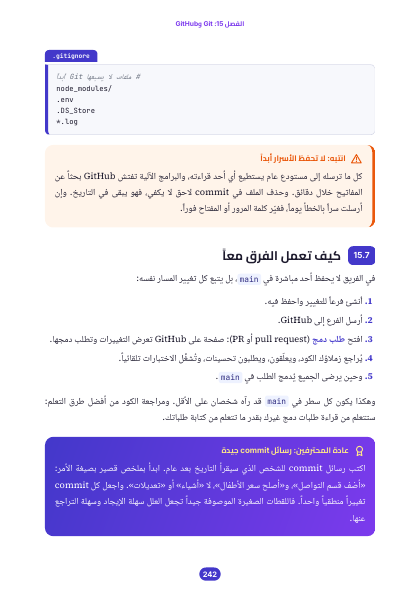 الفصل 15: Git وGitHub
.gitignore
# ملفات لا يتتبعها Git أبداً
node_modules/
.env
.DS_Store
*.log
انتبه: لا تحفظ الأسرار أبداً
كل ما ترسله إلى مستودع عام يستطيع أي أحد قراءته، والبرامج الآلية تفتش GitHub بحثاً عن
المفاتيح خلال دقائق. وحذف الملف في commit لاحق لا يكفي، فهو يبقى في التاريخ. وإن
أرسلت سراً بالخطأ يوماً، فغيّر كلمة المرور أو المفتاح فوراً.
15.7 كيف تعمل الفرق معاً
في الفريق لا يحفظ أحد مباشرة في main، بل يتبع كل تغيير المسار نفسه:
1. أنشئ فرعاً للتغيير واحفظ فيه.
2. أرسل الفرع إلى GitHub.
3. افتح طلب دمج (pull request أو PR): صفحة على GitHub تعرض التغييرات وتطلب دمجها.
4. يُراجع زملاؤك الكود، ويعلّقون، ويطلبون تحسينات، وتُشغَّل الاختبارات تلقائياً.
5. وحين يرضى الجميع يُدمج الطلب في main.
وهكذا يكون كل سطر في main قد رآه شخصان على الأقل. ومراجعة الكود من أفضل طرق التعلم:
ستتعلم من قراءة طلبات دمج غيرك بقدر ما تتعلم من كتابة طلباتك.
عادة المحترفين: رسائل commit جيدة
اكتب رسائل commit للشخص الذي سيقرأ التاريخ بعد عام. ابدأ بملخص قصير بصيغة الأمر:
«أضف قسم التواصل»، و«أصلح سعر الأطفال»، لا «أشياء» أو «تعديلات». واجعل كل commit
تغييراً منطقياً واحداً. فاللقطات الصغيرة الموصوفة جيداً تجعل العلل سهلة الإيجاد وسهلة التراجع
عنها.
242